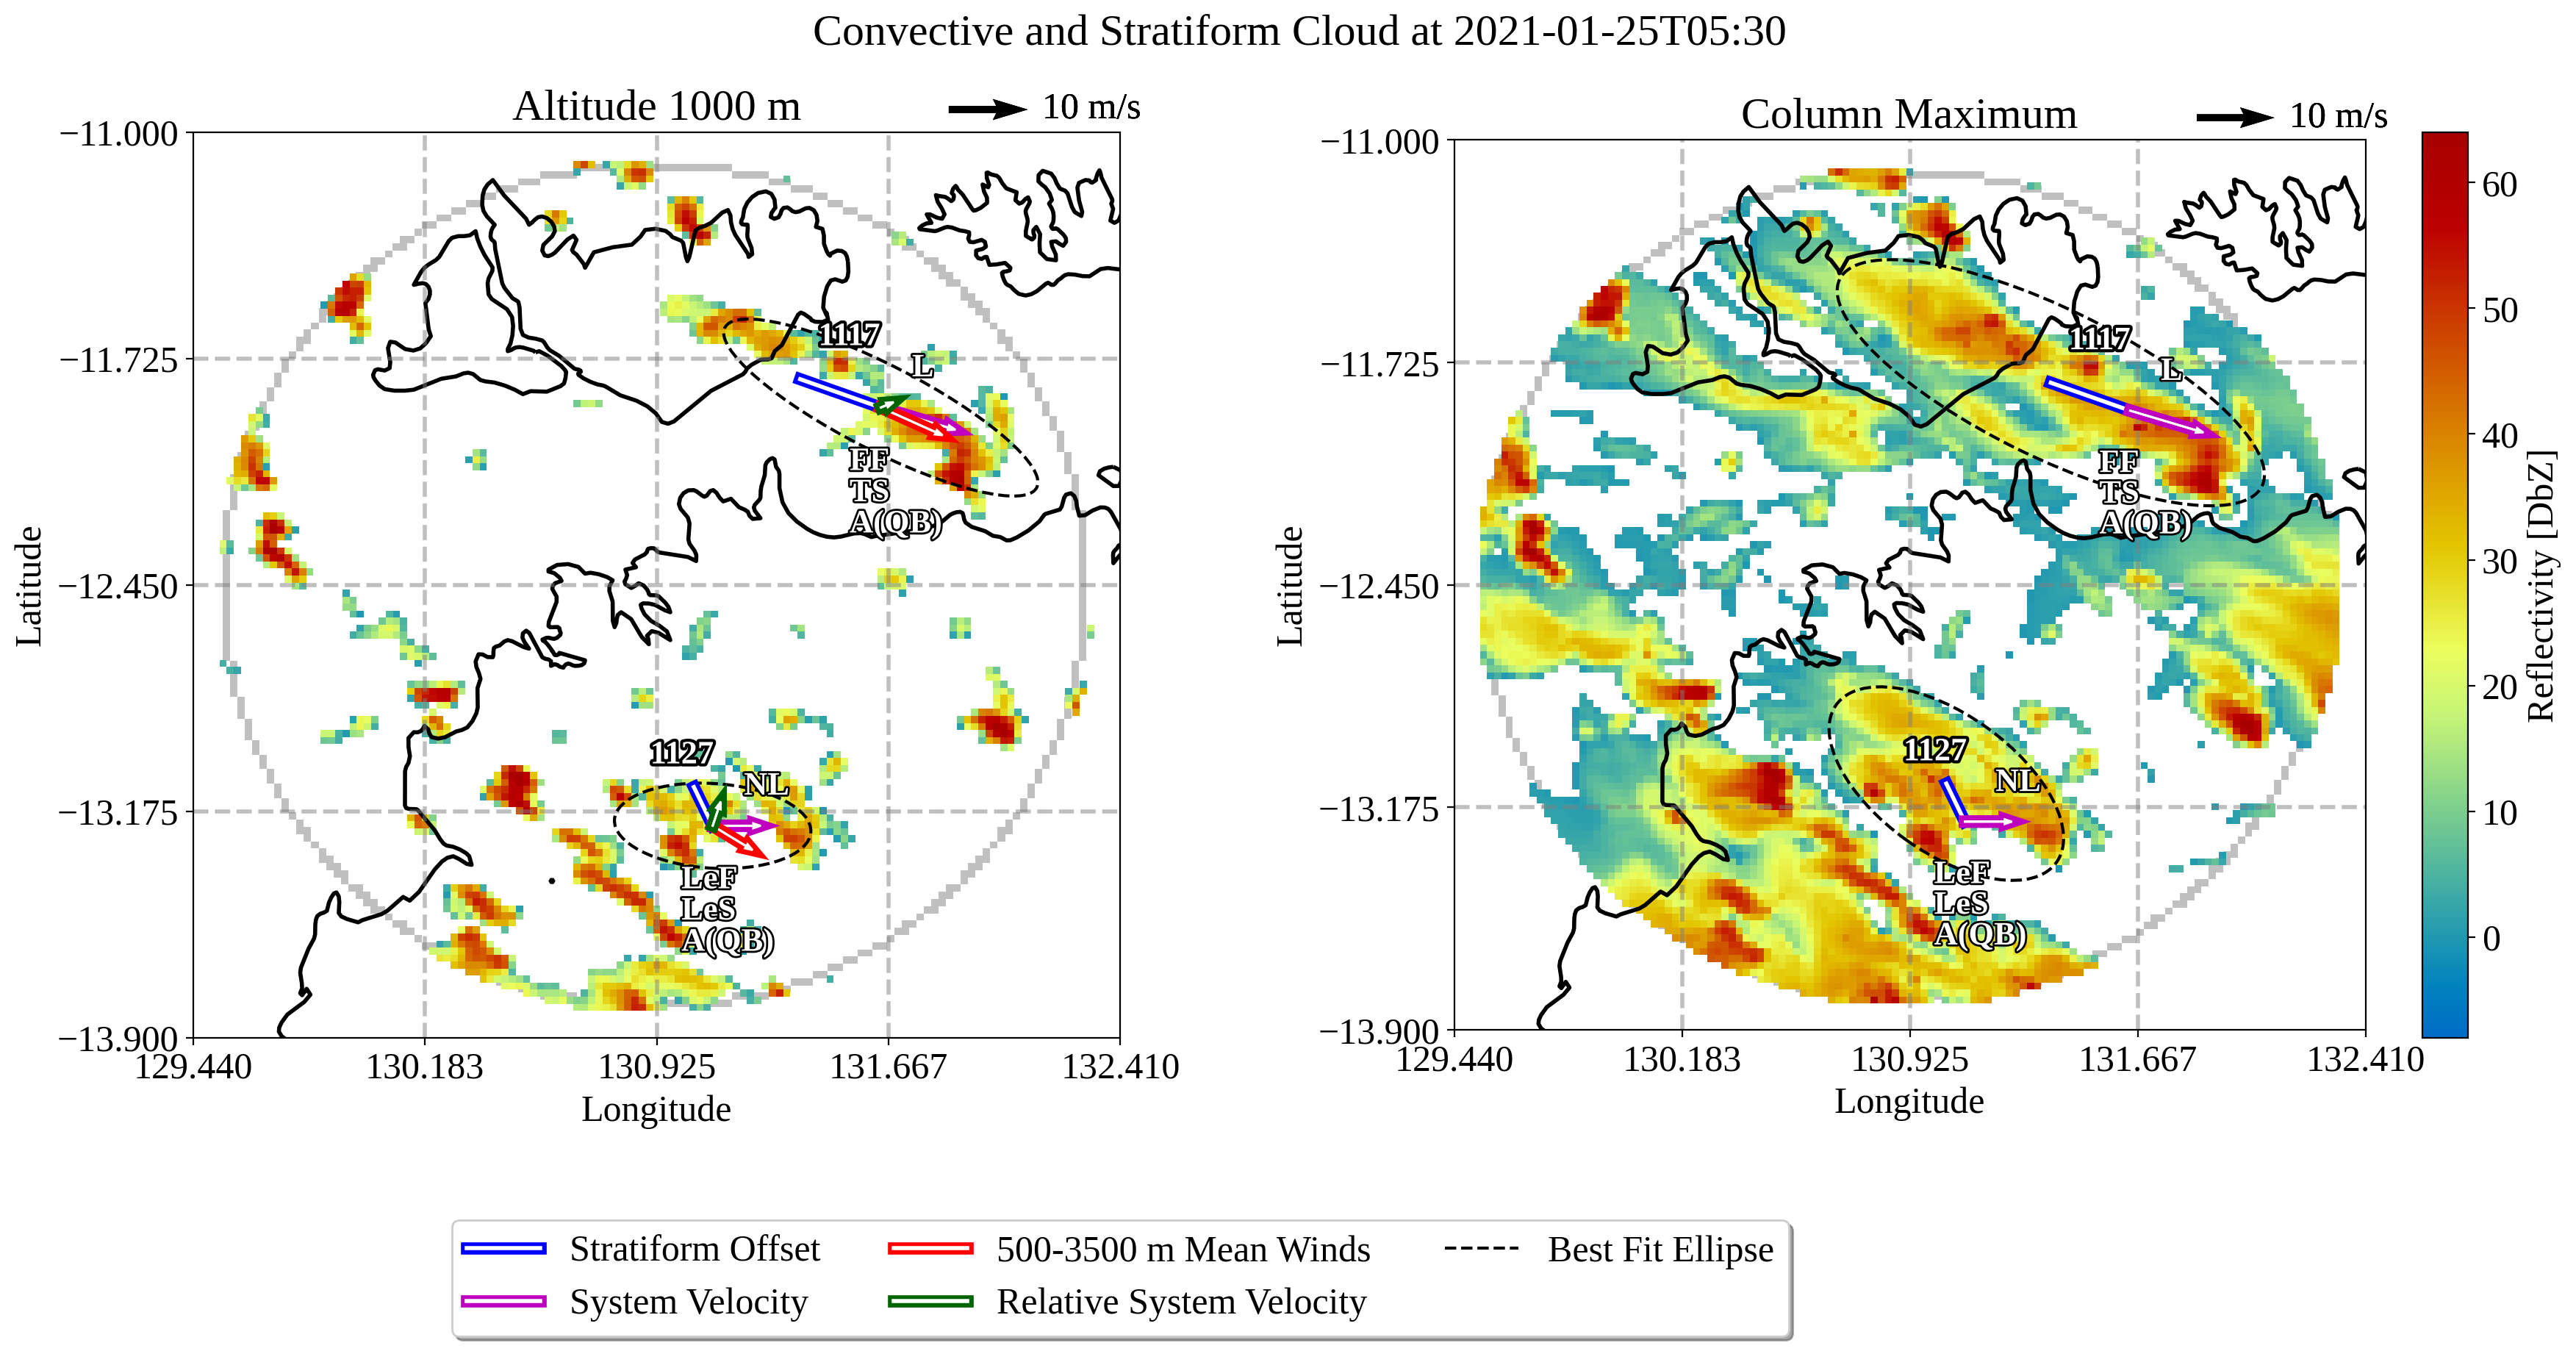 Convective and Stratiform Cloud at 2021-01-25T05:30
Altitude 1000 m
10 m/s
−11.000
−11.725
−12.450
−13.175
−13.900
Latitude
129.440
130.183
130.925
131.667
132.410
Longitude
1117
L
FF
TS
A(QB)
1127
NL
LeF
LeS
A(QB)
Column Maximum
10 m/s
−11.000
−11.725
−12.450
−13.175
−13.900
Latitude
129.440
130.183
130.925
131.667
132.410
Longitude
1117
L
FF
TS
A(QB)
1127
NL
LeF
LeS
A(QB)
60
50
40
30
20
10
0
Reflectivity [DbZ]
Stratiform Offset
System Velocity
500-3500 m Mean Winds
Relative System Velocity
Best Fit Ellipse